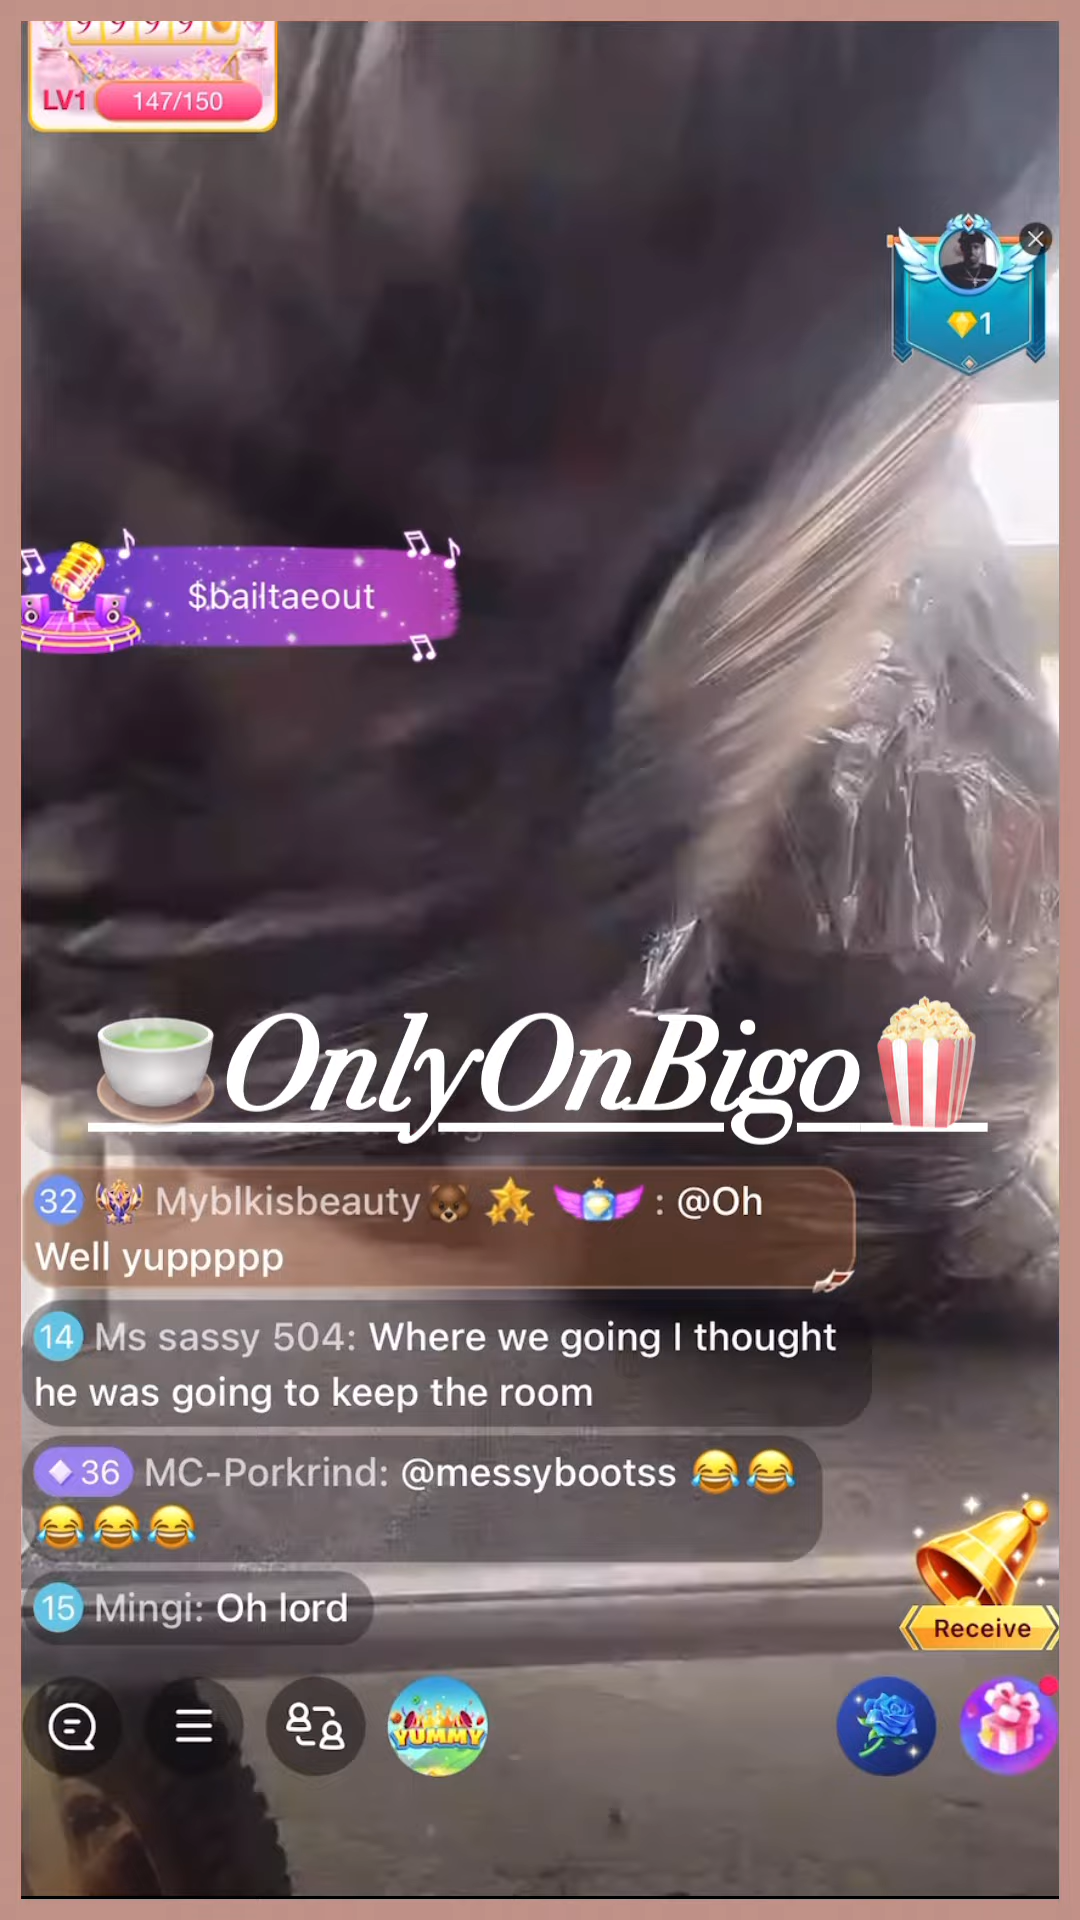 LV1 147/150
1
$bailtaeout
OnlyOnBigo
32 Myblkisbeauty🐻 : @Oh
Well yuppppp
14 Ms sassy 504: Where we going I thought
he was going to keep the room
36 MC-Porkrind: @messybootss 😂😂
😂😂😂
15 Mingi: Oh lord
Receive
YUMMY